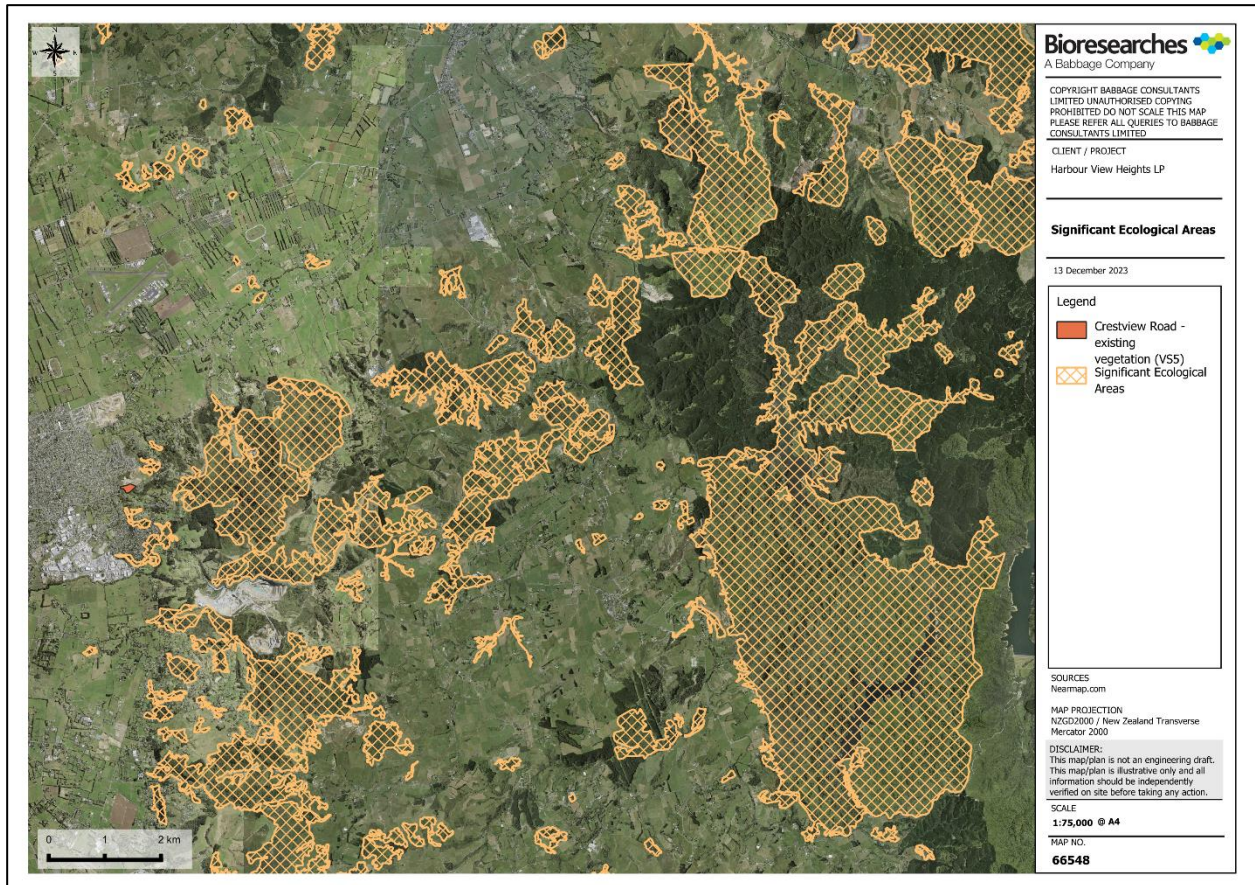 N
W
E
S
Bioresearches
A Babbage Company
COPYRIGHT BABBAGE CONSULTANTS
LIMITED UNAUTHORISED COPYING
PROHIBITED DO NOT SCALE THIS MAP
PLEASE REFER ALL QUERIES TO BABBAGE
CONSULTANTS LIMITED
CLIENT / PROJECT
Harbour View Heights LP
Significant Ecological Areas
13 December 2023
Legend
Crestview Road -
existing
vegetation (VS5)
Significant Ecological
Areas
SOURCES
Nearmap.com
MAP PROJECTION
NZGD2000 / New Zealand Transverse
Mercator 2000
DISCLAIMER:
This map/plan is not an engineering draft.
This map/plan is illustrative only and all
information should be independently
verified on site before taking any action.
SCALE
1:75,000 @ A4
MAP NO.
66548
0 1 2 km